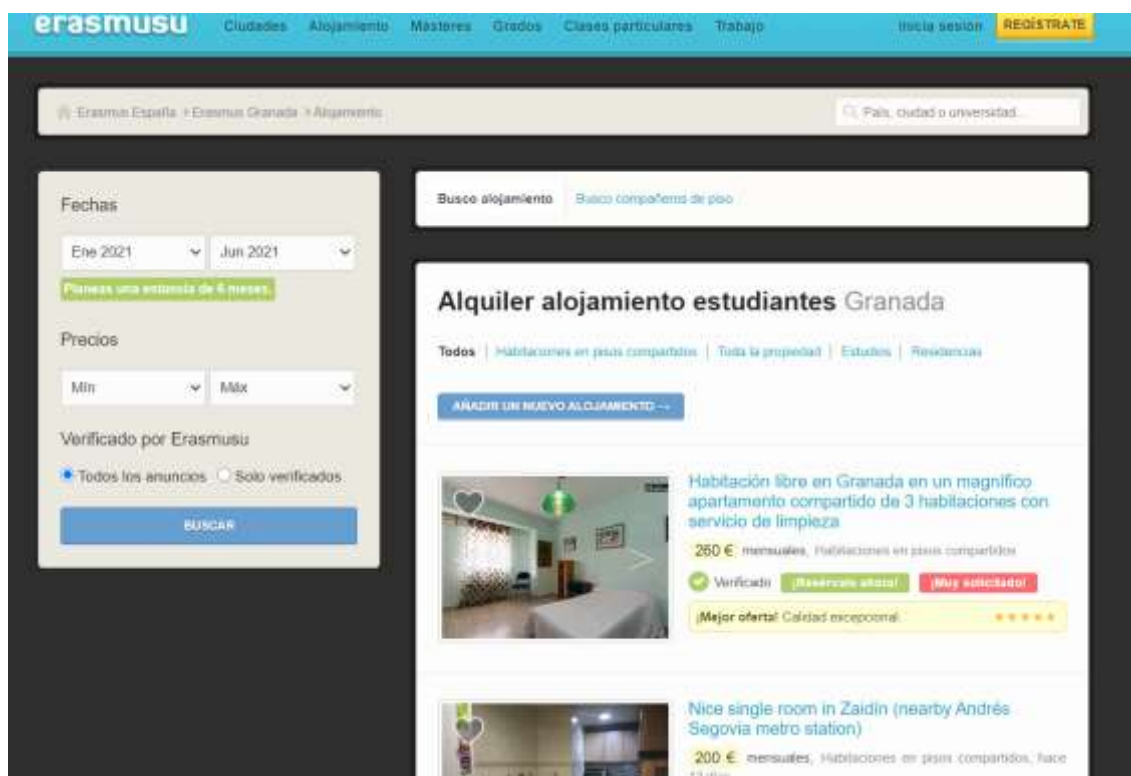 erasmusu
Ciudades Alojamiento Másteres Grados Clases particulares Trabajo Inicia sesión REGÍSTRATE
Erasmus España > Erasmus Granada > Alojamiento
País, ciudad o universidad...
Fechas
Ene 2021 Jun 2021
Planeas una estancia de 6 meses.
Precios
Mín Máx
Verificado por Erasmusu
Todos los anuncios Solo verificados
BUSCAR
Busco alojamiento Busco compañeros de piso
Alquiler alojamiento estudiantes Granada
Todos | Habitaciones en pisos compartidos | Toda la propiedad | Estudios | Residencias
AÑADIR UN NUEVO ALOJAMIENTO →
Habitación libre en Granada en un magnífico
apartamento compartido de 3 habitaciones con
servicio de limpieza
260 € mensuales, Habitaciones en pisos compartidos
Verificado ¡Resérvalo ahora! ¡Muy solicitado!
¡Mejor oferta! Calidad excepcional.
Nice single room in Zaidín (nearby Andrés
Segovia metro station)
200 € mensuales, Habitaciones en pisos compartidos, hace